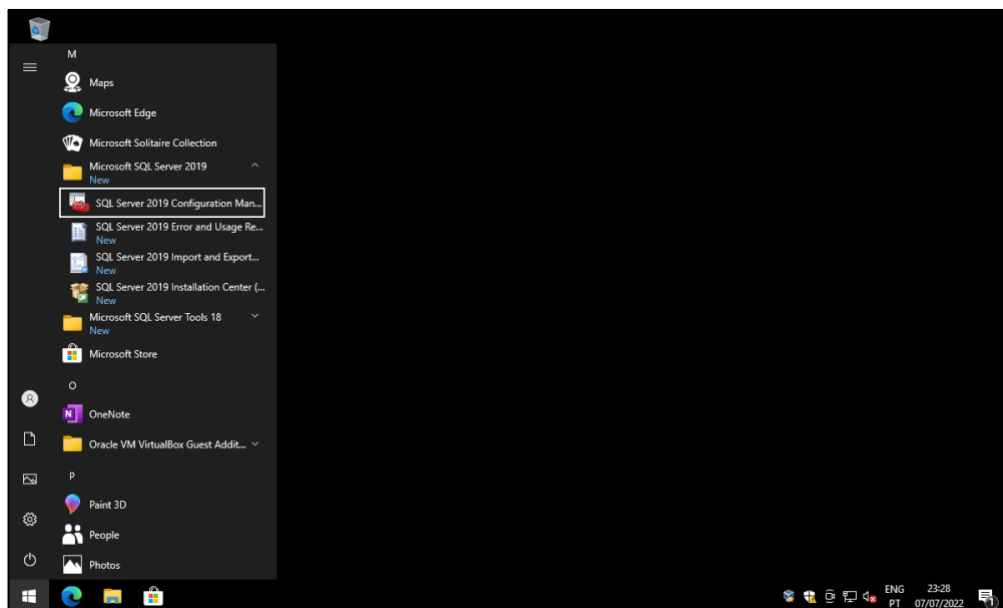 M
Maps
Microsoft Edge
Microsoft Solitaire Collection
Microsoft SQL Server 2019
New
SQL Server 2019 Configuration Man...
SQL Server 2019 Error and Usage Re...
New
SQL Server 2019 Import and Export...
New
SQL Server 2019 Installation Center (...
New
Microsoft SQL Server Tools 18
New
Microsoft Store
O
OneNote
Oracle VM VirtualBox Guest Addit...
P
Paint 3D
People
Photos
ENG 23:28
PT 07/07/2022
1